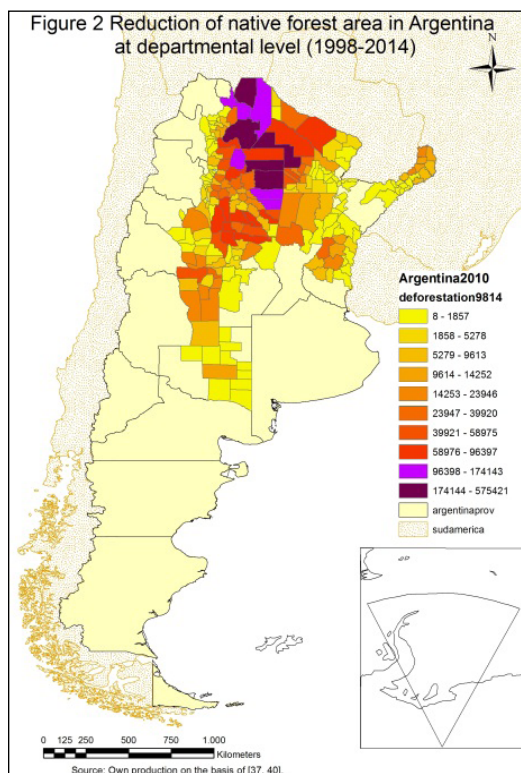 Figure 2 Reduction of native forest area in Argentina
at departmental level (1998-2014)
N
Argentina2010
deforestation9814
8 - 1857
1858 - 5278
5279 - 9613
9614 - 14252
14253 - 23946
23947 - 39920
39921 - 58975
58976 - 96397
96398 - 174143
174144 - 575421
argentinaprov
sudamerica
0 125 250 500 750 1.000
Kilometers
Source: Own production on the basis of [37, 40].